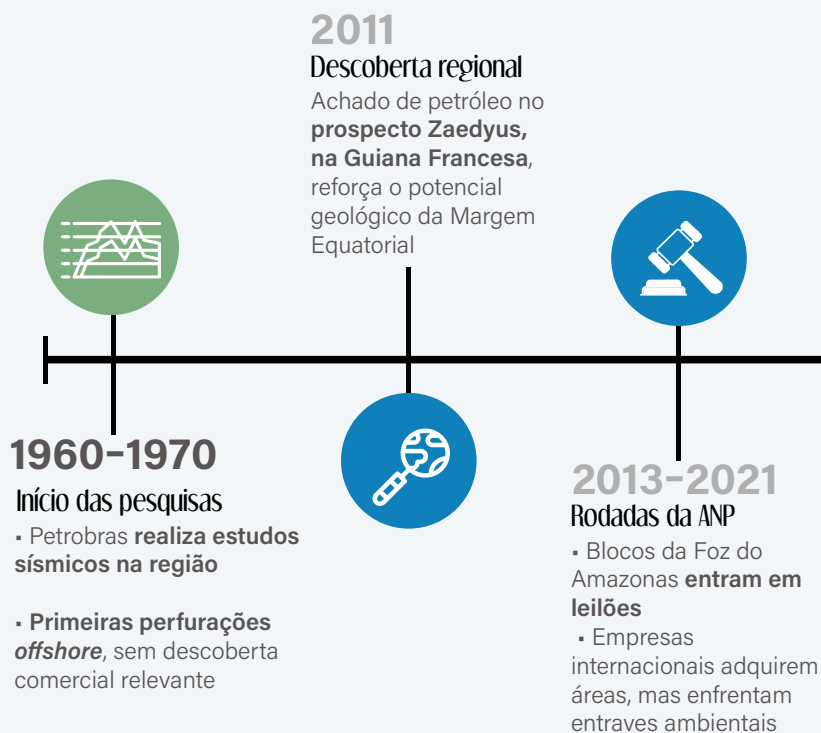 1960-1970
Início das pesquisas
▪ Petrobras realiza estudos
sísmicos na região
▪ Primeiras perfurações
offshore, sem descoberta
comercial relevante
2011
Descoberta regional
Achado de petróleo no
prospecto Zaedyus,
na Guiana Francesa,
reforça o potencial
geológico da Margem
Equatorial
2013-2021
Rodadas da ANP
▪ Blocos da Foz do
Amazonas entram em
leilões
▪ Empresas
internacionais adquirem
áreas, mas enfrentam
entraves ambientais